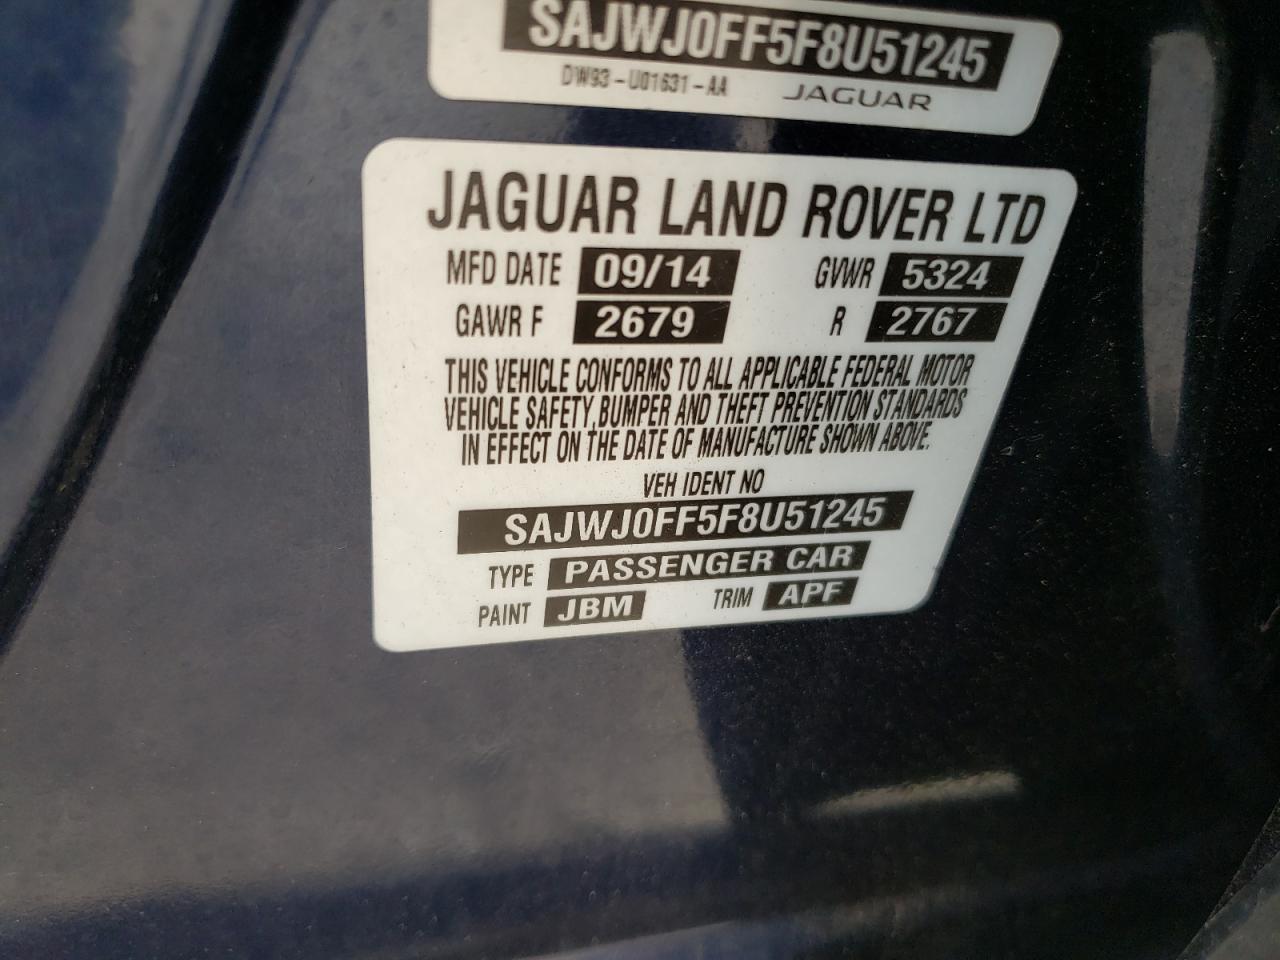 SAJWJ0FF5F8U51245
DW93-U01631-AA JAGUAR
JAGUAR LAND ROVER LTD
MFD DATE 09/14 GVWR 5324
GAWR F 2679 R 2767
THIS VEHICLE CONFORMS TO ALL APPLICABLE FEDERAL MOTOR
VEHICLE SAFETY, BUMPER AND THEFT PREVENTION STANDARDS
IN EFFECT ON THE DATE OF MANUFACTURE SHOWN ABOVE.
VEH IDENT NO
SAJWJ0FF5F8U51245
TYPE PASSENGER CAR
PAINT JBM TRIM APF